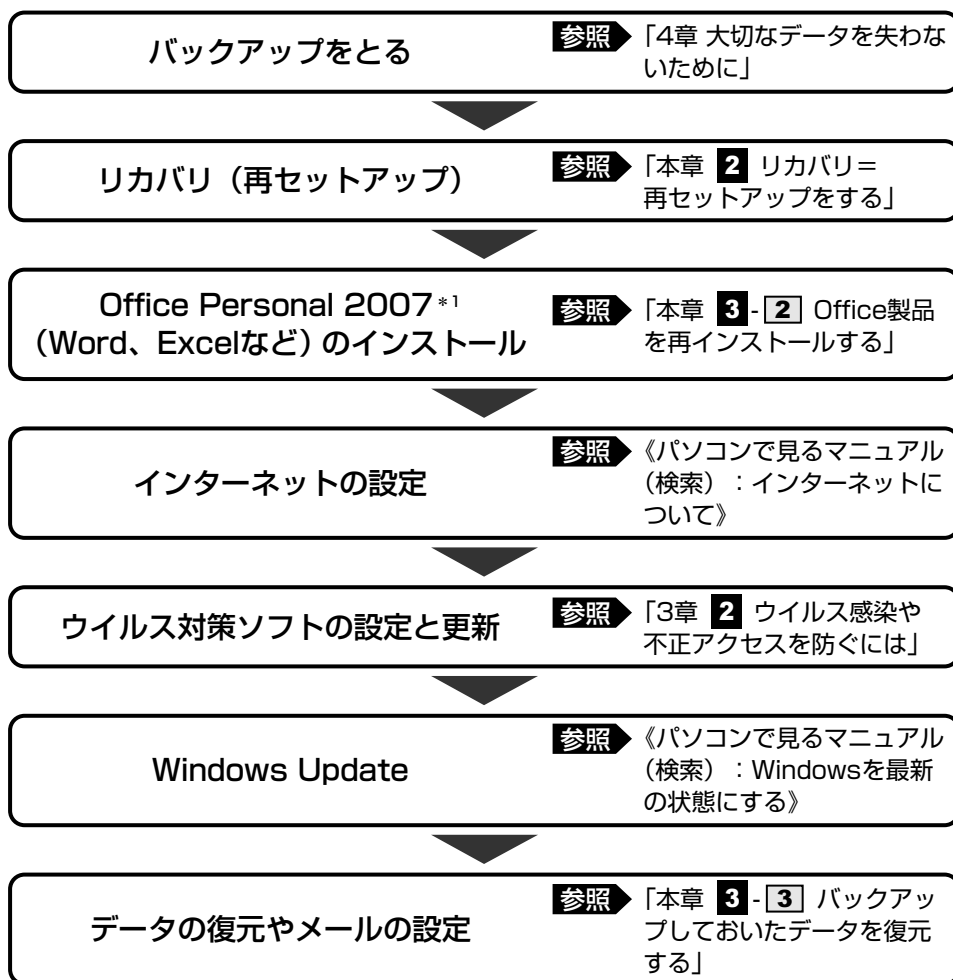 バックアップをとる
参照 「4章 大切なデータを失わな
いために」
リカバリ（再セットアップ）
参照 「本章 2 リカバリ＝
再セットアップをする」
Office Personal 2007*1
（Word、Excelなど）のインストール
参照 「本章 3 - 2 Office製品
を再インストールする」
インターネットの設定
参照 《パソコンで見るマニュアル
（検索）：インターネットに
ついて》
ウイルス対策ソフトの設定と更新
参照 「3章 2 ウイルス感染や
不正アクセスを防ぐには」
Windows Update
参照 《パソコンで見るマニュアル
（検索）：Windowsを最新
の状態にする》
データの復元やメールの設定
参照 「本章 3 - 3 バックアッ
プしておいたデータを復元
する」